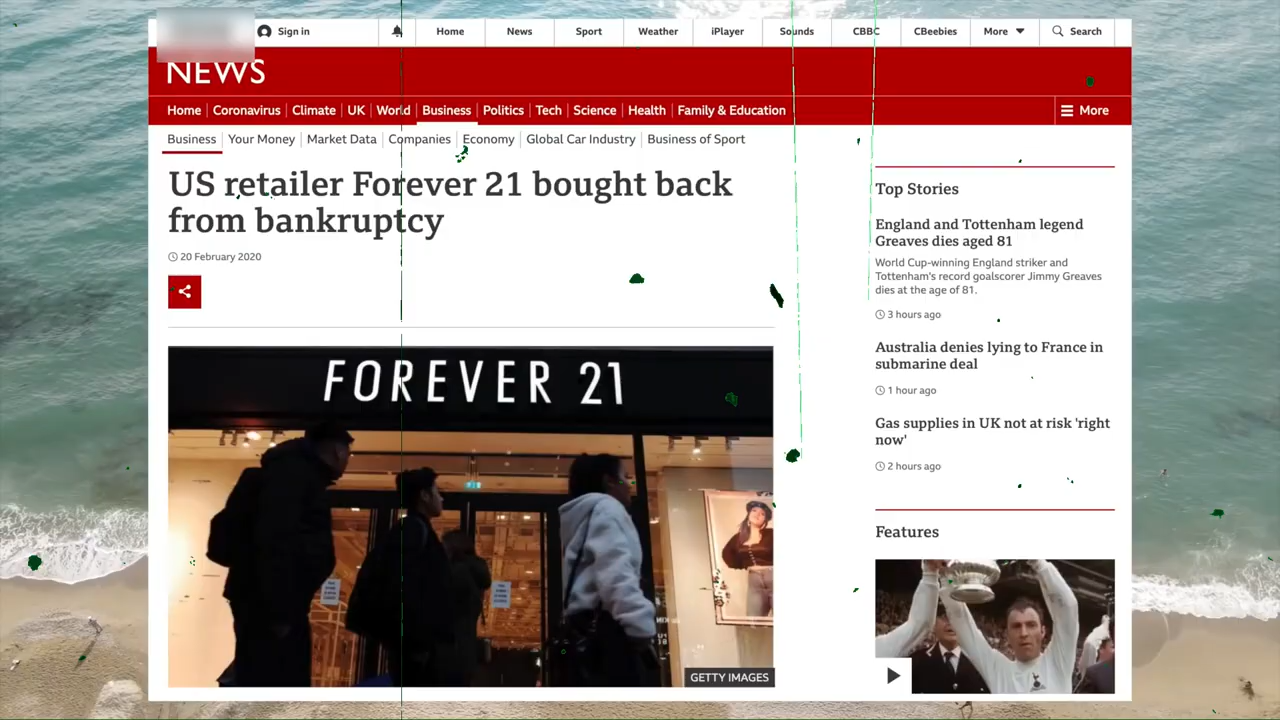 Sign in
Home
News
Sport
Weather
iPlayer
Sounds
CBBC
CBeebies
More
Search
NEWS
Home
Coronavirus
Climate
UK
World
Business
Politics
Tech
Science
Health
Family & Education
More
Business
Your Money
Market Data
Companies
Economy
Global Car Industry
Business of Sport
US retailer Forever 21 bought back
from bankruptcy
20 February 2020
FOREVER 21
GETTY IMAGES
Top Stories
England and Tottenham legend
Greaves dies aged 81
World Cup-winning England striker and
Tottenham's record goalscorer Jimmy Greaves
dies at the age of 81.
3 hours ago
Australia denies lying to France in
submarine deal
1 hour ago
Gas supplies in UK not at risk 'right
now'
2 hours ago
Features